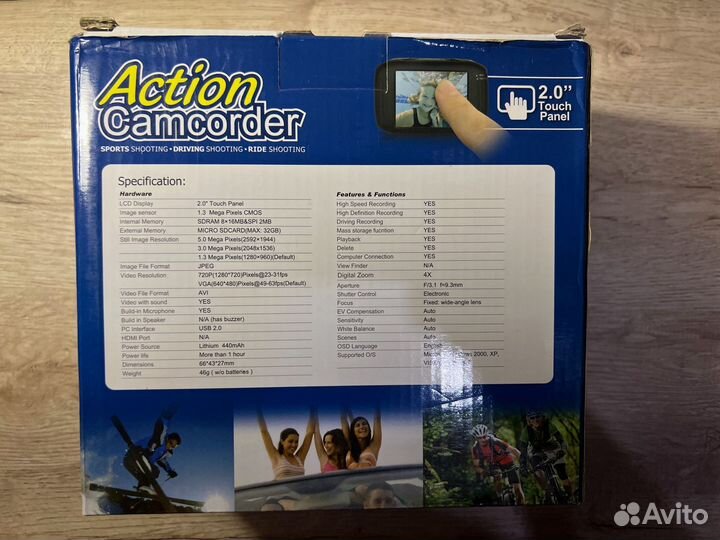 Action
Camcorder
SPORTS SHOOTING • DRIVING SHOOTING • RIDE SHOOTING
2.0’’
Touch
Panel
Specification:
Hardware
LCD Display 2.0" Touch Panel
Image sensor 1.3 Mega Pixels CMOS
Internal Memory SDRAM 8×16MB&SPI 2MB
External Memory MICRO SDCARD(MAX: 32GB)
Still Image Resolution 5.0 Mega Pixels(2592×1944)
3.0 Mega Pixels(2048×1536)
1.3 Mega Pixels(1280×960)(Default)
Image File Format JPEG
Video Resolution 720P(1280*720)Pixels@23-31fps
VGA(640*480)Pixels@49-63fps(Default)
Video File Format AVI
Video with sound YES
Build-in Microphone YES
Build in Speaker N/A (has buzzer)
PC Interface USB 2.0
HDMI Port N/A
Power Source Lithium 440mAh
Power life More than 1 hour
Dimensions 66*43*27mm
Weight 46g ( w/o batteries )
Features & Functions
High Speed Recording YES
High Definition Recording YES
Driving Recording YES
Mass storage fucntion YES
Playback YES
Delete YES
Computer Connection YES
View Finder N/A
Digital Zoom 4X
Aperture F/3.1 f=9.3mm
Shutter Control Electronic
Focus Fixed: wide-angle lens
EV Compensation Auto
Sensitivity Auto
White Balance Auto
Scenes Auto
OSD Language
Supported O/S 2000, XP,
Avito